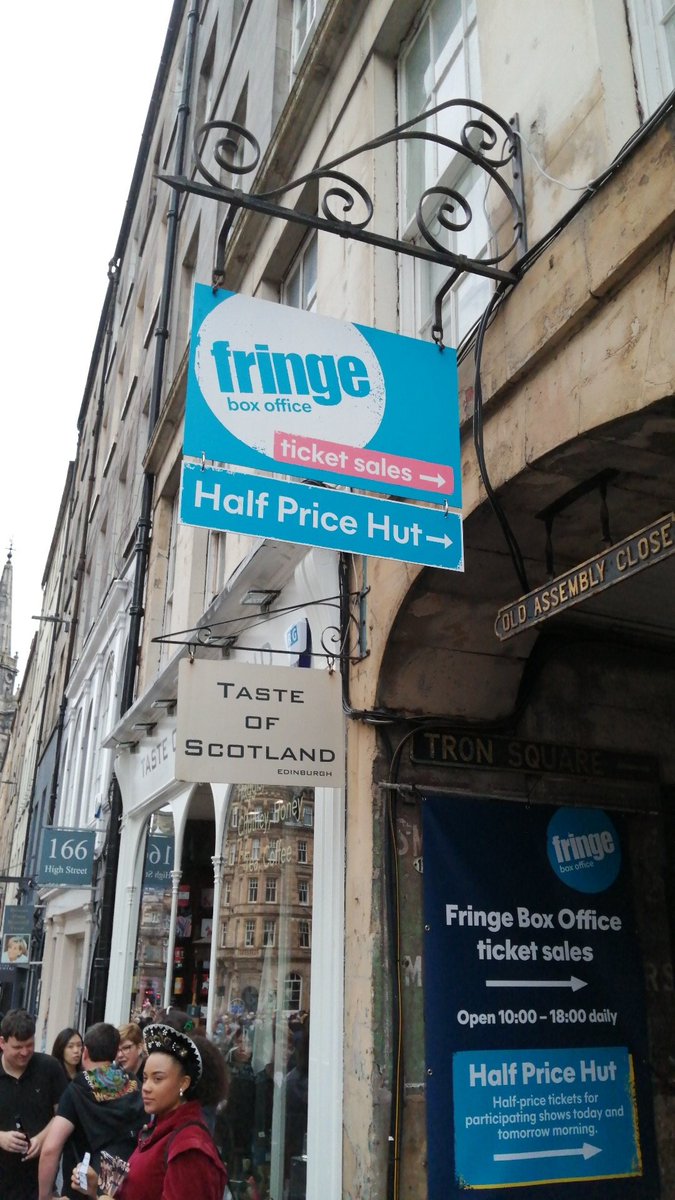 fringe
box office
ticket sales
Half Price Hut
OLD ASSEMBLY CLOSE
TASTE
OF
SCOTLAND
EDINBURGH
TASTE
TRON SQUARE
166
High Street
166
fringe
box office
Fringe Box Office
ticket sales
Open 10:00 – 18:00 daily
Half Price Hut
Half-price tickets for
participating shows today and
tomorrow morning.